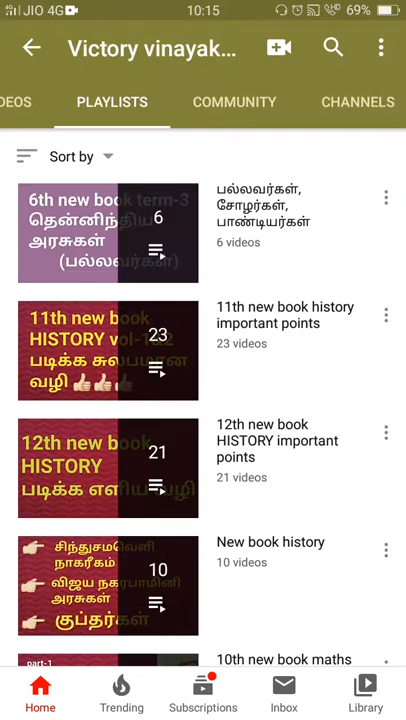 JIO 4G
10:15
69%
Victory vinayak...
DEOS
PLAYLISTS
COMMUNITY
CHANNELS
Sort by
6th new book term-3
தென்னிந்திய
அரசுகள்
(பல்லவர்கள்)
6
பல்லவர்கள்,
சோழர்கள்,
பாண்டியர்கள்
6 videos
11th new book
HISTORY vol-1&2
படிக்க சுலபமான
வழி
23
11th new book history
important points
23 videos
12th new book
HISTORY
படிக்க எளிய வழி
21
12th new book
HISTORY important
points
21 videos
சிந்துசமவெளி
நாகரீகம்
விஜய நகரபாமினி
அரசுகள்
குப்தர்கள்
10
New book history
10 videos
part-1
10th new book maths
Home
Trending
Subscriptions
Inbox
Library